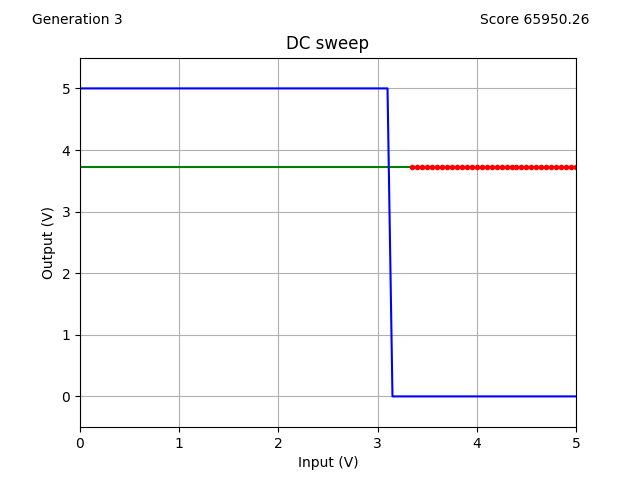 Generation 3
Score 65950.26
DC sweep
5
4
3
2
1
0
Output (V)
0 1 2 3 4 5
Input (V)